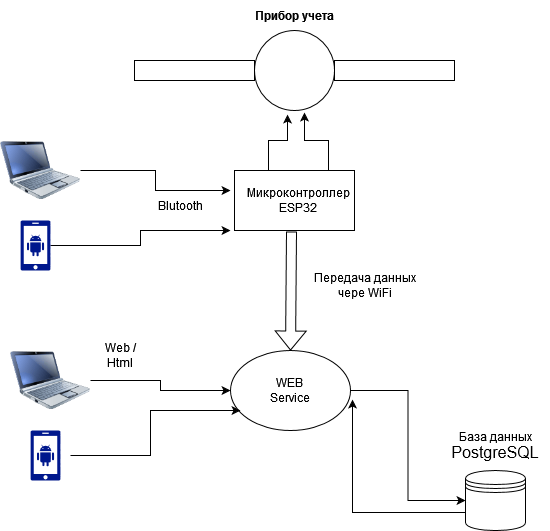 Прибор учета
Микроконтроллер
ESP32
Blutooth
Передача данных
чере WiFi
Web /
Html
WEB
Service
База данных
PostgreSQL